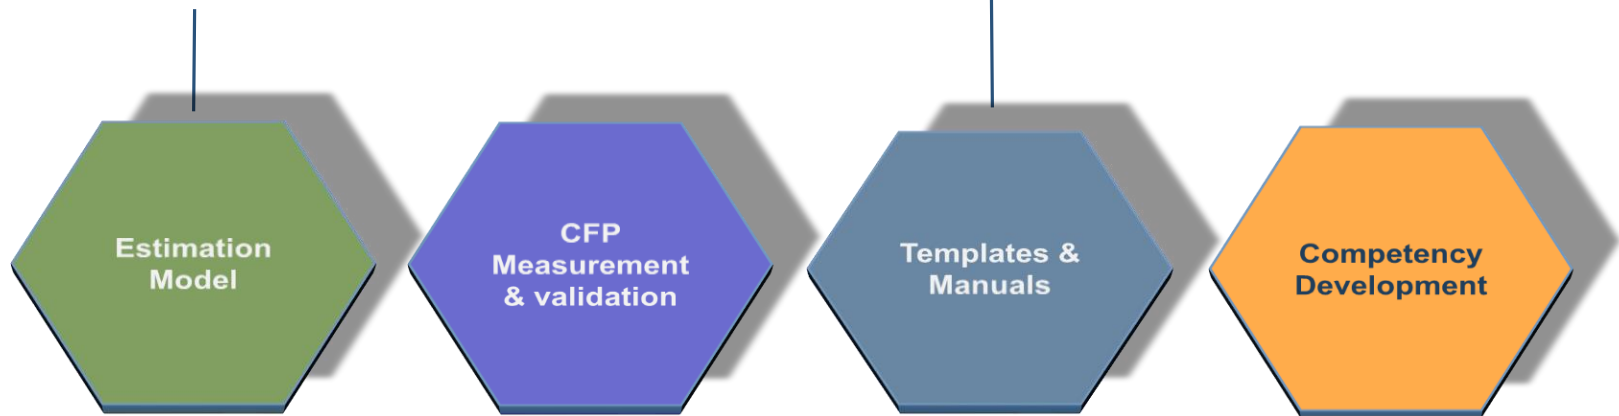 Estimation
Model
CFP
Measurement
& validation
Templates &
Manuals
Competency
Development